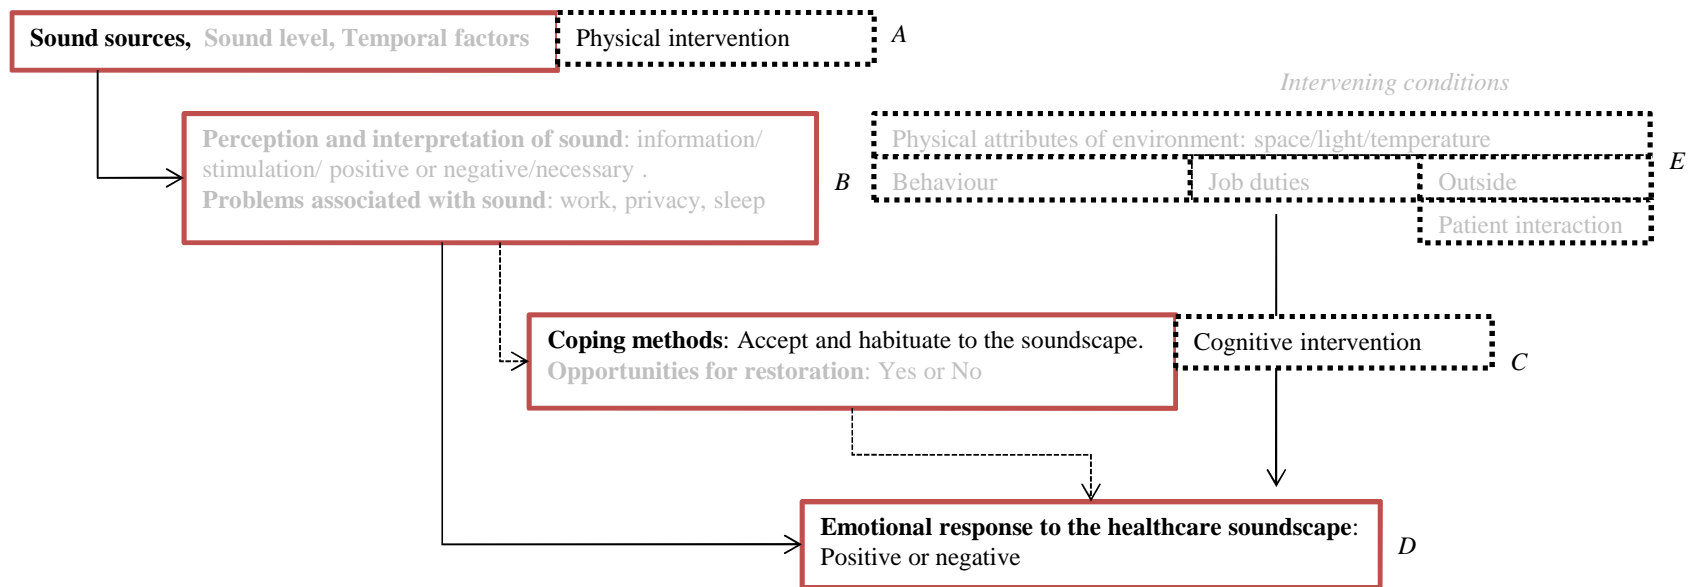 Sound sources, Sound level, Temporal factors
Physical intervention
A
Intervening conditions
Perception and interpretation of sound: information/
stimulation/ positive or negative/necessary .
Problems associated with sound: work, privacy, sleep
B
Physical attributes of environment: space/light/temperature
Behaviour
Job duties
Outside
E
Patient interaction
Coping methods: Accept and habituate to the soundscape.
Opportunities for restoration: Yes or No
Cognitive intervention
C
Emotional response to the healthcare soundscape:
Positive or negative
D